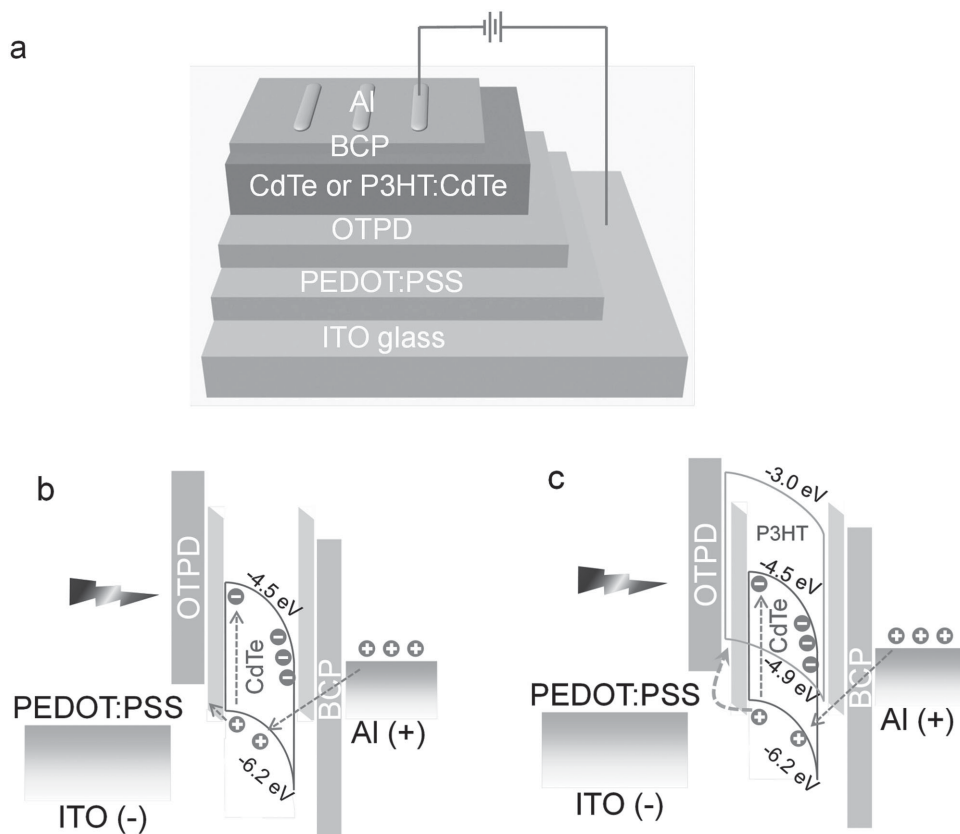 a
Al
BCP
CdTe or P3HT:CdTe
OTPD
PEDOT:PSS
ITO glass
b
OTPD
-4.5 eV
CdTe
-6.2 eV
BCP
PEDOT:PSS
ITO (-)
Al (+)
c
OTPD
-3.0 eV
P3HT
-4.5 eV
CdTe
-4.9 eV
-6.2 eV
BCP
PEDOT:PSS
ITO (-)
Al (+)